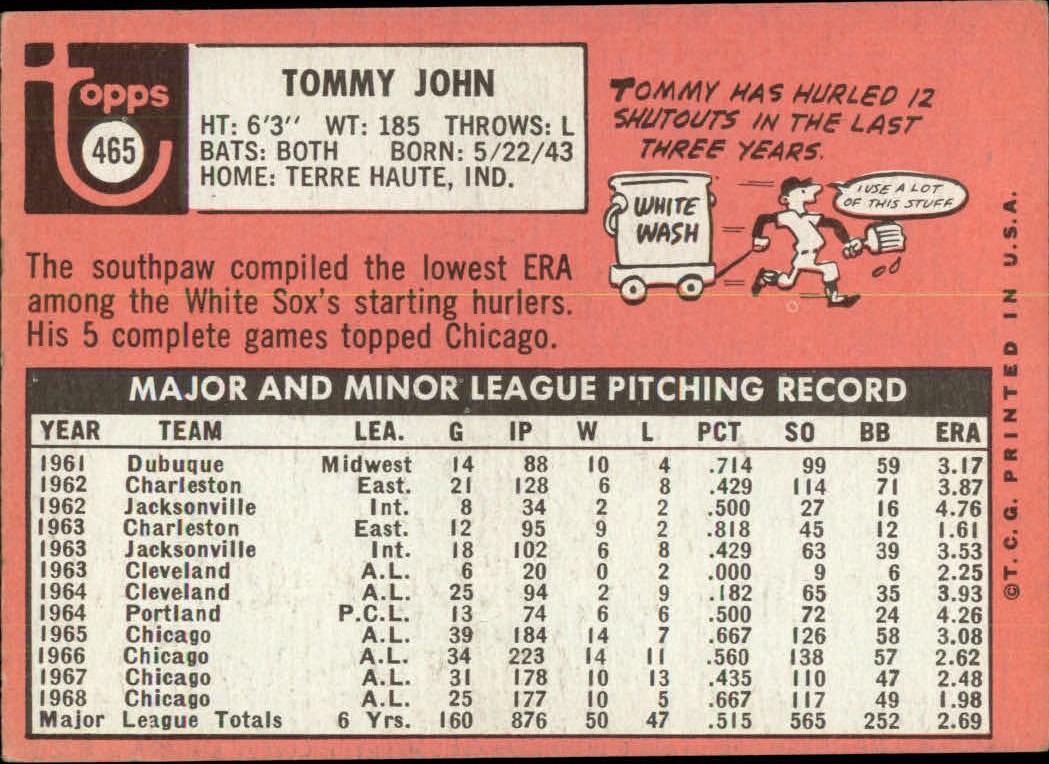 topps
465
TOMMY JOHN
HT: 6'3" WT: 185 THROWS: L
BATS: BOTH BORN: 5/22/43
HOME: TERRE HAUTE, IND.
TOMMY HAS HURLED 12
SHUTOUTS IN THE LAST
THREE YEARS.
WHITE
WASH
I USE A LOT
OF THIS STUFF
The southpaw compiled the lowest ERA
among the White Sox's starting hurlers.
His 5 complete games topped Chicago.
MAJOR AND MINOR LEAGUE PITCHING RECORD
YEAR TEAM LEA. G IP W L PCT SO BB ERA
1961 Dubuque Midwest 14 88 10 4 .714 99 59 3.17
1962 Charleston East. 21 128 6 8 .429 114 71 3.87
1962 Jacksonville Int. 8 34 2 2 .500 27 16 4.76
1963 Charleston East. 12 95 9 2 .818 45 12 1.61
1963 Jacksonville Int. 18 102 6 8 .429 63 39 3.53
1963 Cleveland A.L. 6 20 0 2 .000 9 6 2.25
1964 Cleveland A.L. 25 94 2 9 .182 65 35 3.93
1964 Portland P.C.L. 13 74 6 6 .500 72 24 4.26
1965 Chicago A.L. 39 184 14 7 .667 126 58 3.08
1966 Chicago A.L. 34 223 14 11 .560 138 57 2.62
1967 Chicago A.L. 31 178 10 13 .435 110 47 2.48
1968 Chicago A.L. 25 177 10 5 .667 117 49 1.98
Major League Totals 6 Yrs. 160 876 50 47 .515 565 252 2.69
©T.C.G. PRINTED IN U.S.A.